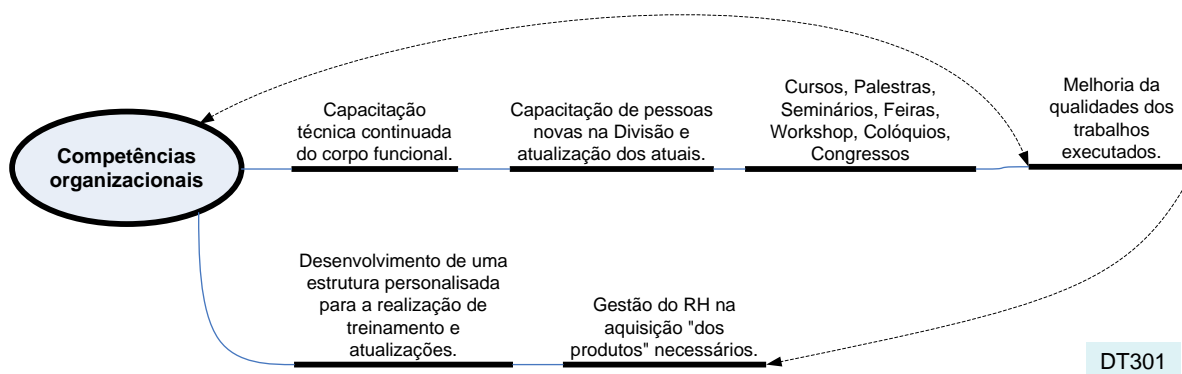 Competências
organizacionais
Capacitação
técnica continuada
do corpo funcional.
Capacitação de pessoas
novas na Divisão e
atualização dos atuais.
Cursos, Palestras,
Seminários, Feiras,
Workshop, Colóquios,
Congressos
Melhoria da
qualidades dos
trabalhos
executados.
Desenvolvimento de uma
estrutura personalisada
para a realização de
treinamento e
atualizações.
Gestão do RH na
aquisição "dos
produtos" necessários.
DT301